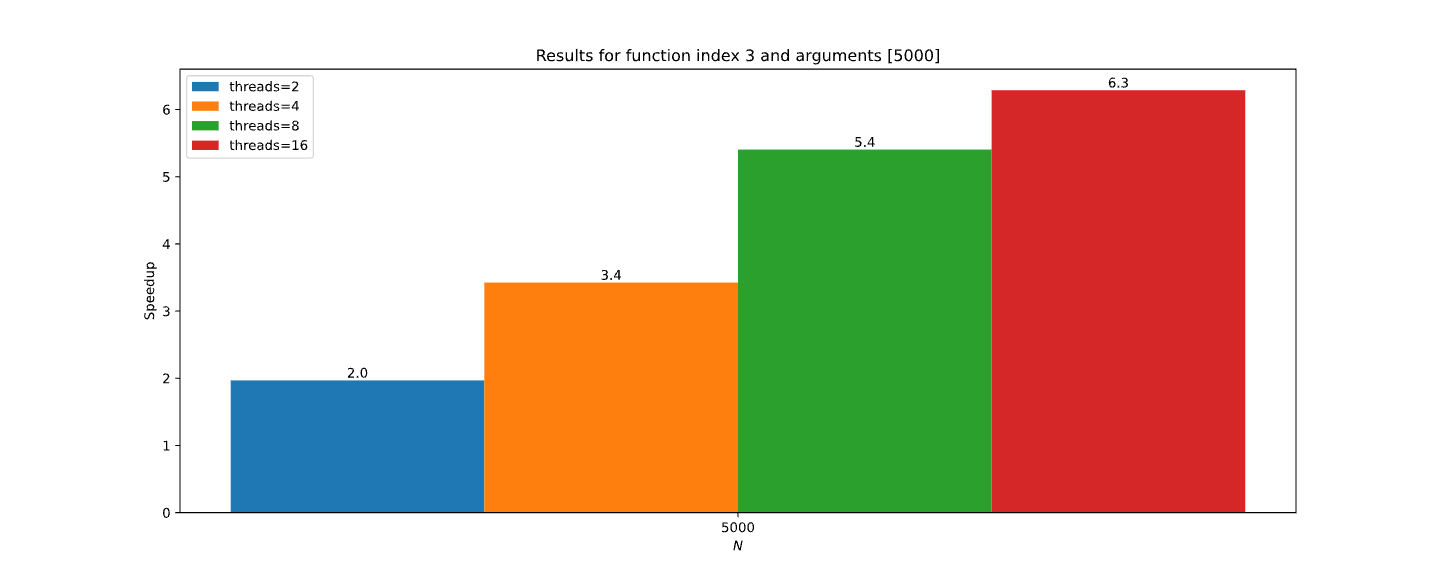 Results for function index 3 and arguments [5000]
threads=2
threads=4
threads=8
threads=16
6.3
5.4
3.4
2.0
6
5
4
3
2
1
0
Speedup
5000
N